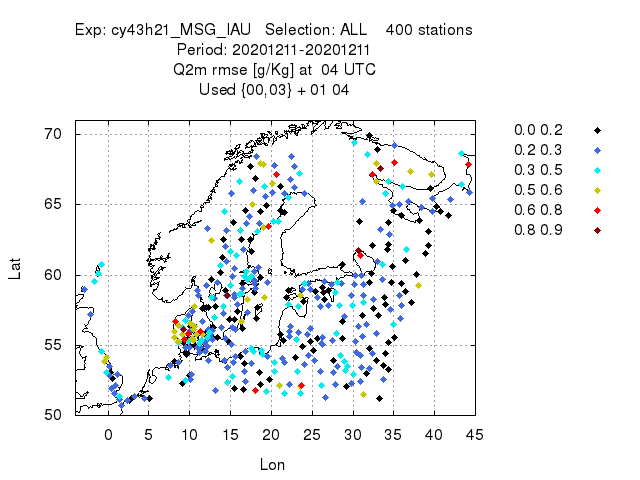 Exp: cy43h21_MSG_IAU   Selection: ALL    400 stations
Period: 20201211-20201211
Q2m rmse [g/Kg] at  04 UTC
Used {00,03} + 01 04
0.0 0.2
0.2 0.3
0.3 0.5
0.5 0.6
0.6 0.8
0.8 0.9
70
65
60
55
50
Lat
0 5 10 15 20 25 30 35 40 45
Lon